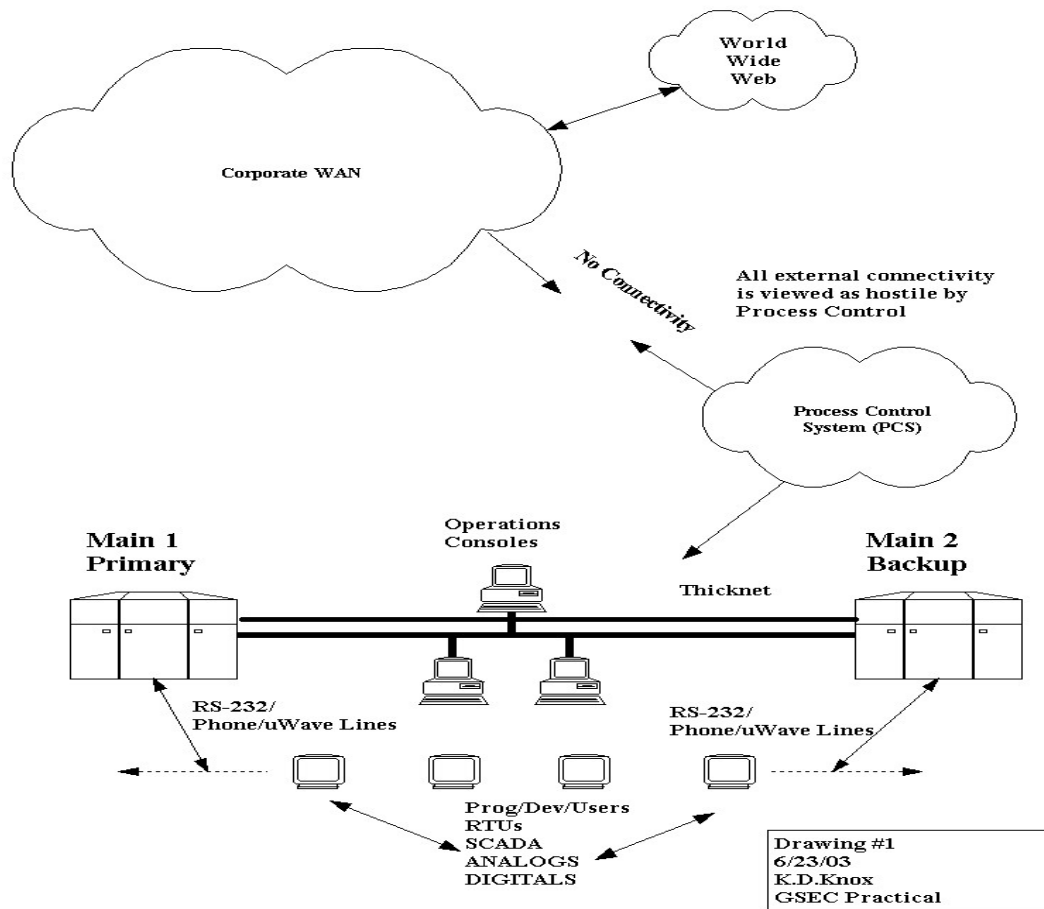 World
Wide
Web
Corporate WAN
No Connectivity
All external connectivity
is viewed as hostile by
Process Control
Process Control
System (PCS)
Operations
Consoles
Main 1
Primary
Main 2
Backup
Thicknet
RS-232/
Phone/uWave Lines
RS-232/
Phone/uWave Lines
Prog/Dev/Users
RTUs
SCADA
ANALOGS
DIGITALS
Drawing #1
6/23/03
K.D.Knox
GSEC Practical